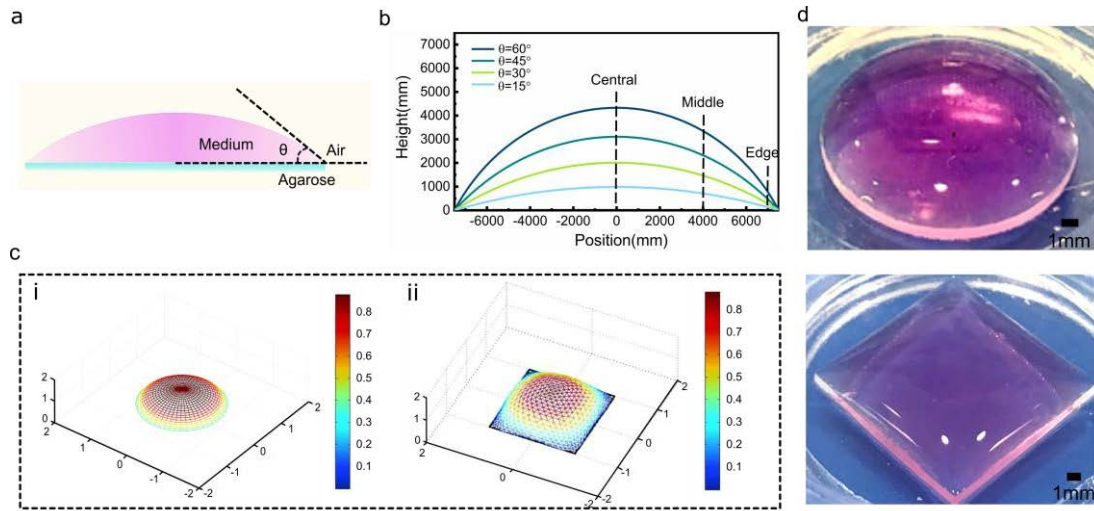 a
Medium
θ
Air
Agarose
b
Height(mm)
7000
6000
5000
4000
3000
2000
1000
0
θ=60°
θ=45°
θ=30°
θ=15°
Central
Middle
Edge
-6000 -4000 -2000 0 2000 4000 6000
Position(mm)
c
i
2
1
0
2
1
0
-1
-2
2
1
0
-1
-2
0.8
0.7
0.6
0.5
0.4
0.3
0.2
0.1
ii
2
1
0
2
0
-2
2
0
-1
-2
0.8
0.7
0.6
0.5
0.4
0.3
0.2
0.1
d
1mm
1mm